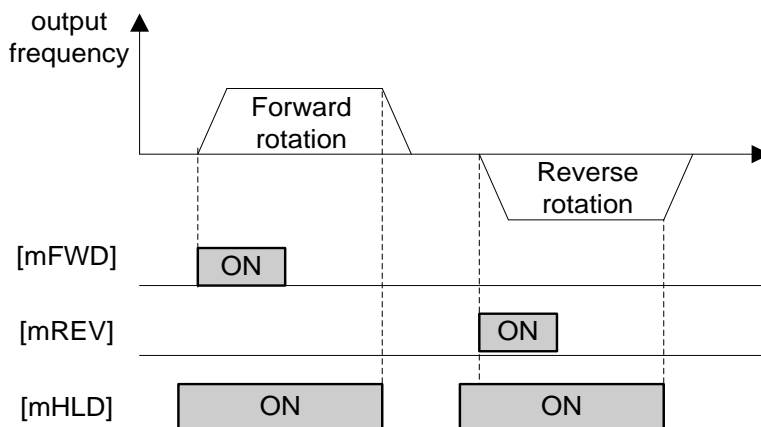 output
frequency
Forward
rotation
Reverse
rotation
[mFWD]
ON
[mREV]
ON
[mHLD]
ON
ON